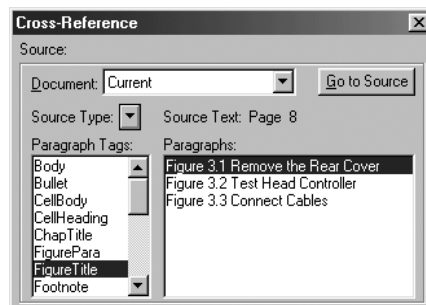 Cross-Reference
Source:
Document: Current
Go to Source
Source Type:
Source Text: Page 8
Paragraph Tags:
Body
Bullet
CellBody
CellHeading
ChapTitle
FigurePara
FigureTitle
Footnote
Paragraphs:
Figure 3.1 Remove the Rear Cover
Figure 3.2 Test Head Controller
Figure 3.3 Connect Cables